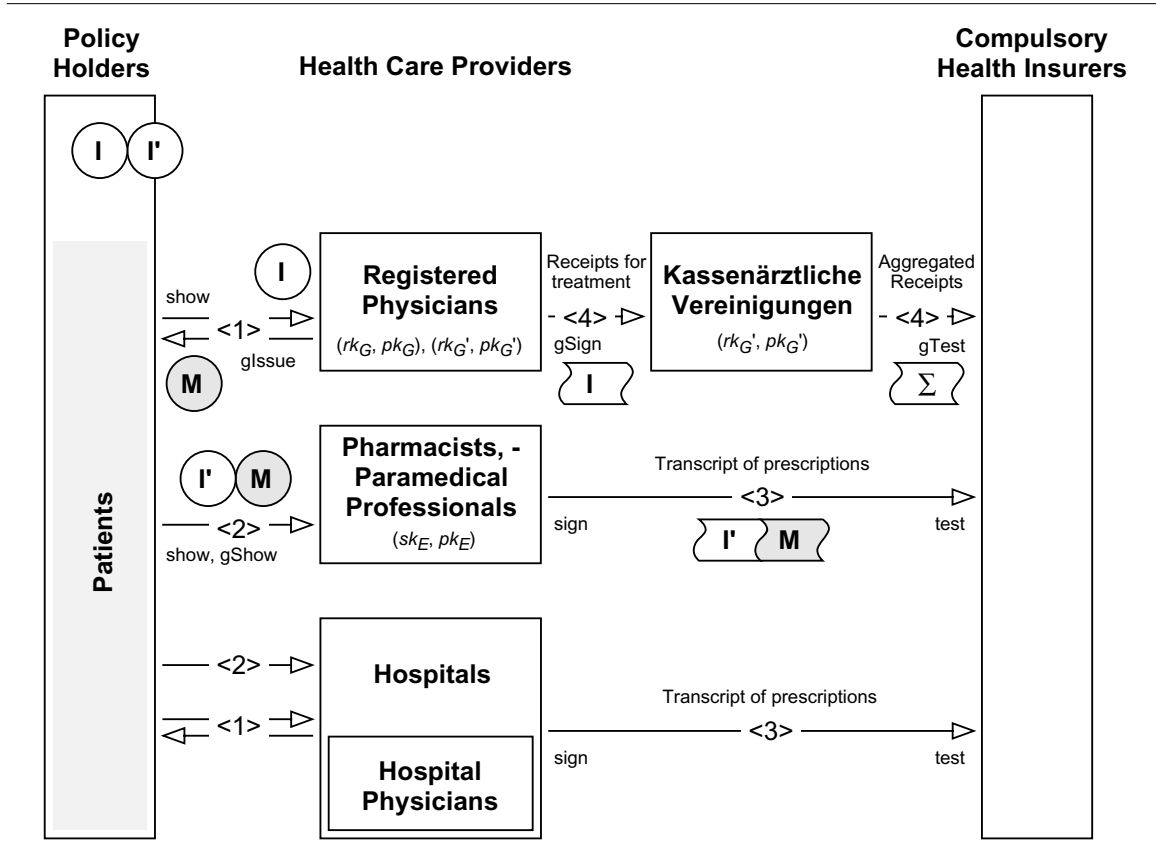 Policy
Holders
Health Care Providers
Compulsory
Health Insurers
I
I'
Patients
show
<1>
gIssue
I
M
Registered
Physicians
(rkG, pkG), (rkG', pkG')
Receipts for
treatment
<4>
gSign
I
Kassenärztliche
Vereinigungen
(rkG', pkG')
Aggregated
Receipts
<4>
gTest
Σ
I'
M
<2>
show, gShow
Pharmacists, -
Paramedical
Professionals
(skE, pkE)
Transcript of prescriptions
<3>
sign
test
I'
M
<2>
<1>
Hospitals
Hospital
Physicians
Transcript of prescriptions
<3>
sign
test